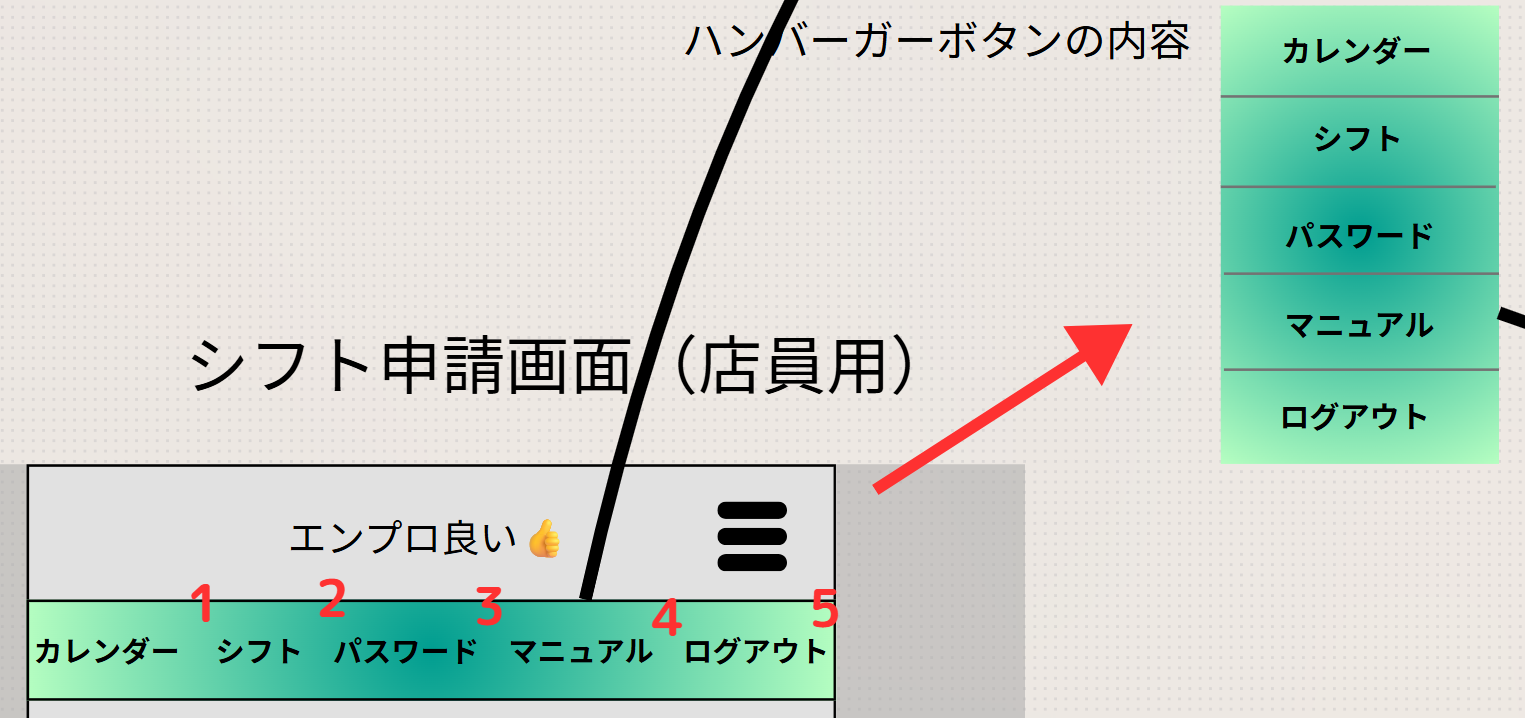 ハンバーガーボタンの内容
カレンダー
シフト
パスワード
マニュアル
ログアウト
シフト申請画面（店員用）
エンプロ良い👍
1 2 3 4 5
カレンダー シフト パスワード マニュアル ログアウト